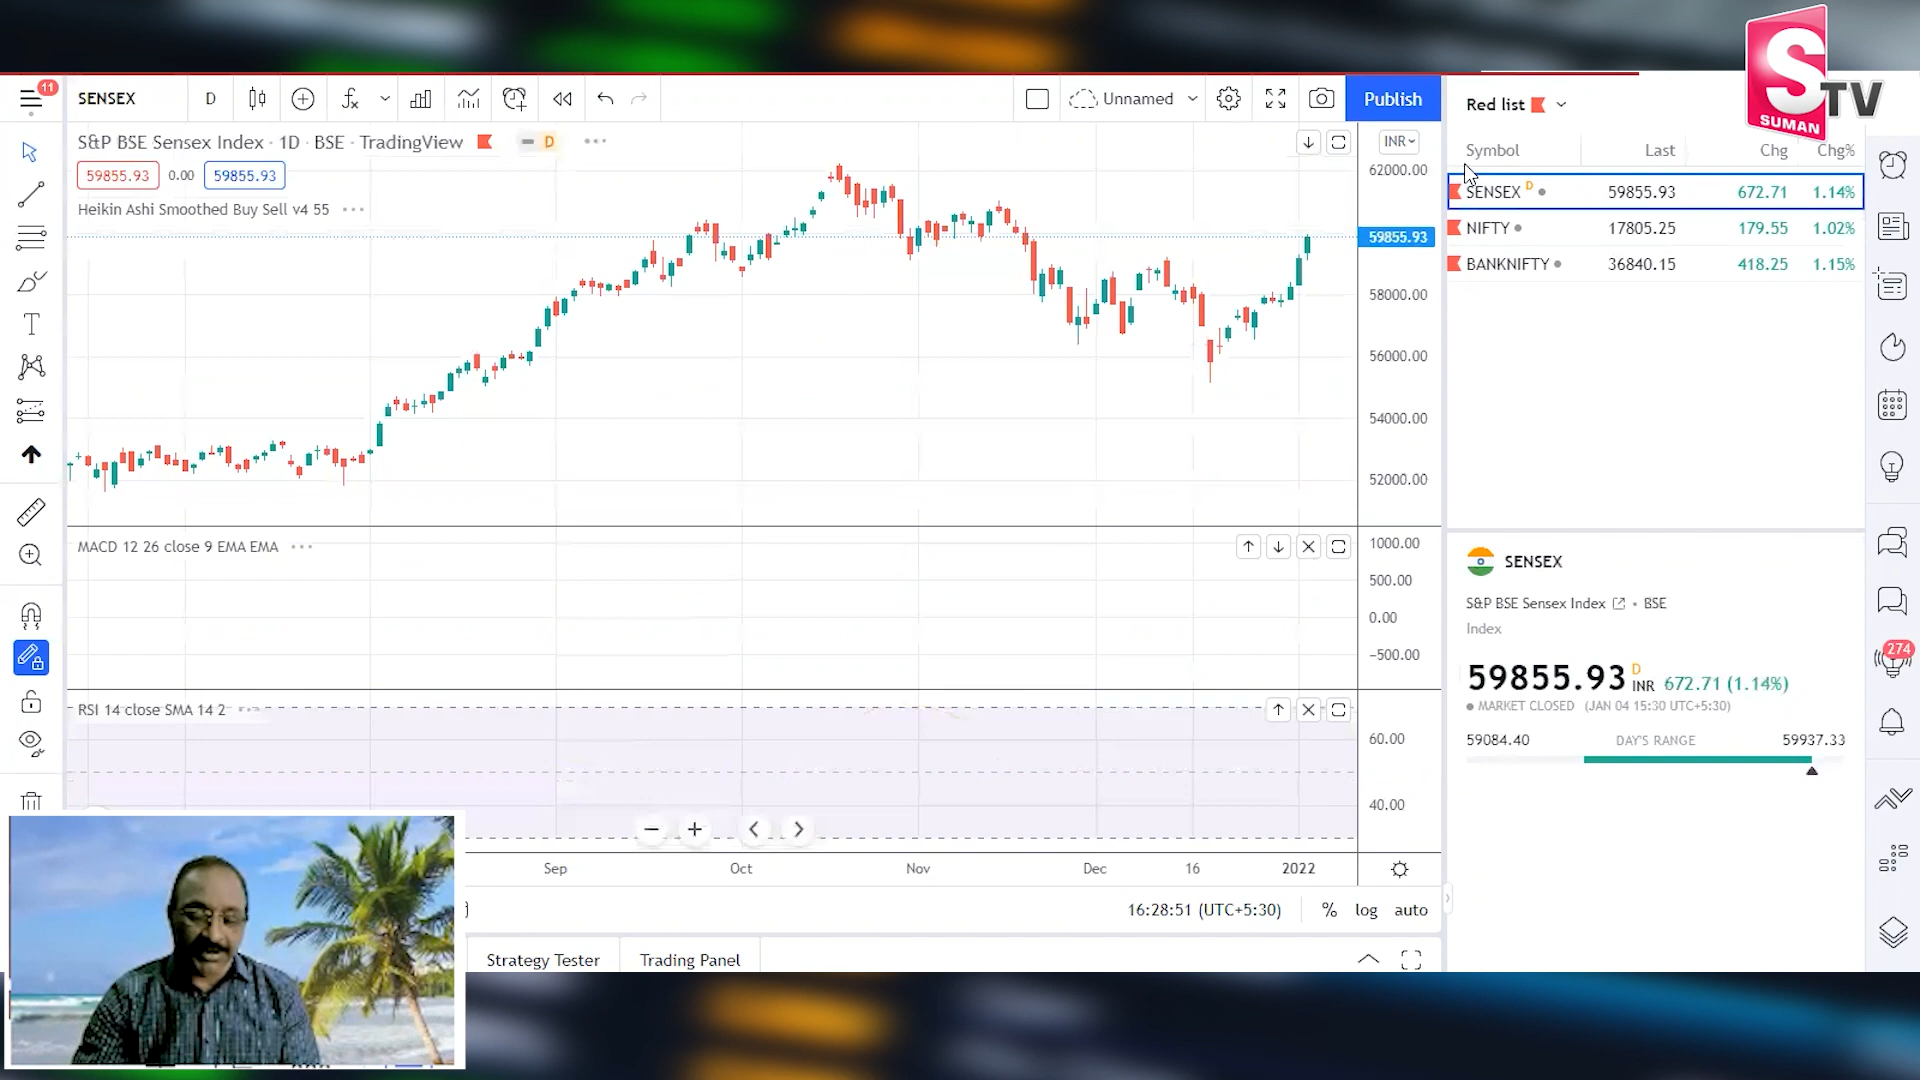 11
SENSEX
D
Unnamed
Publish
Red list
S TV
SUMAN
S&P BSE Sensex Index · 1D · BSE · TradingView
D
INR
59855.93 0.00 59855.93
Heikin Ashi Smoothed Buy Sell v4 55
62000.00
59855.93
58000.00
56000.00
54000.00
52000.00
Symbol Last Chg Chg%
SENSEX D 59855.93 672.71 1.14%
NIFTY 17805.25 179.55 1.02%
BANKNIFTY 36840.15 418.25 1.15%
MACD 12 26 close 9 EMA EMA
1000.00
500.00
0.00
−500.00
RSI 14 close SMA 14 2
60.00
40.00
SENSEX
S&P BSE Sensex Index · BSE
Index
59855.93 D INR 672.71 (1.14%)
MARKET CLOSED (JAN 04 15:30 UTC+5:30)
59084.40 DAY'S RANGE 59937.33
274
Sep Oct Nov Dec 16 2022
16:28:51 (UTC+5:30) % log auto
Strategy Tester Trading Panel